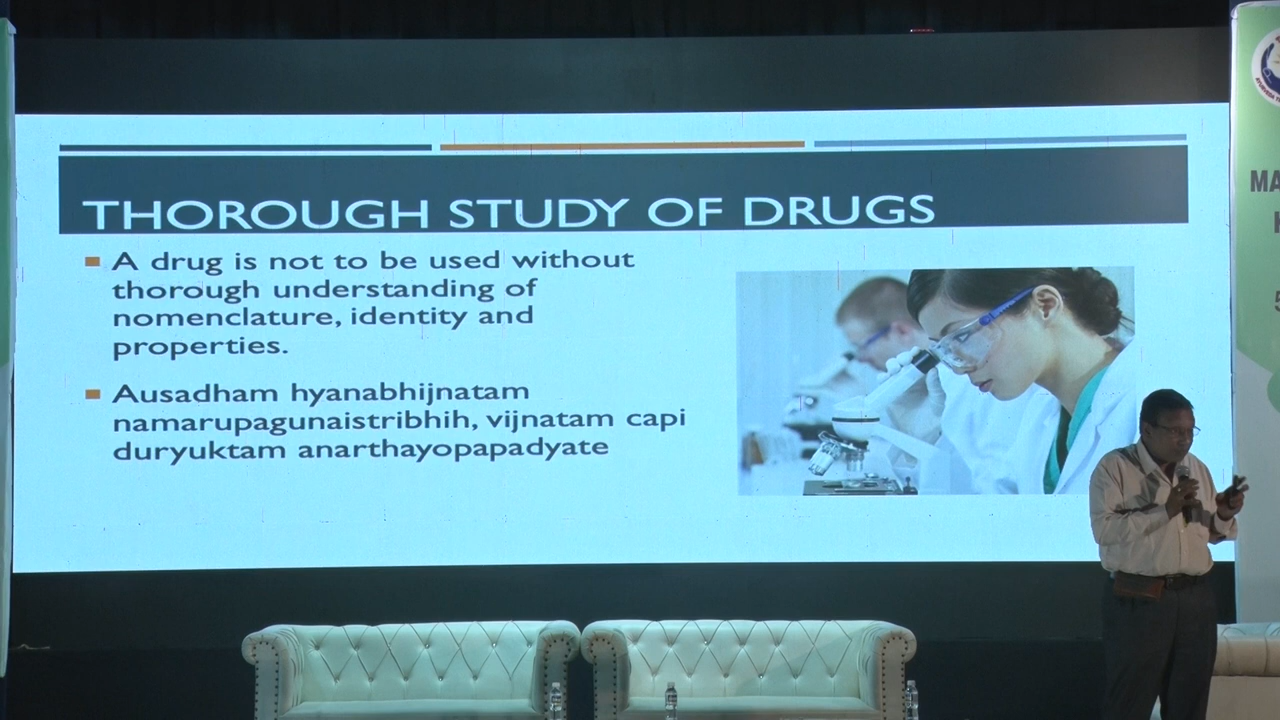 THOROUGH STUDY OF DRUGS
A drug is not to be used without
thorough understanding of
nomenclature, identity and
properties.
Ausadham hyanabhijnatam
namarupagunaistribhih, vijnatam capi
duryuktam anarthayopapadyate
MA